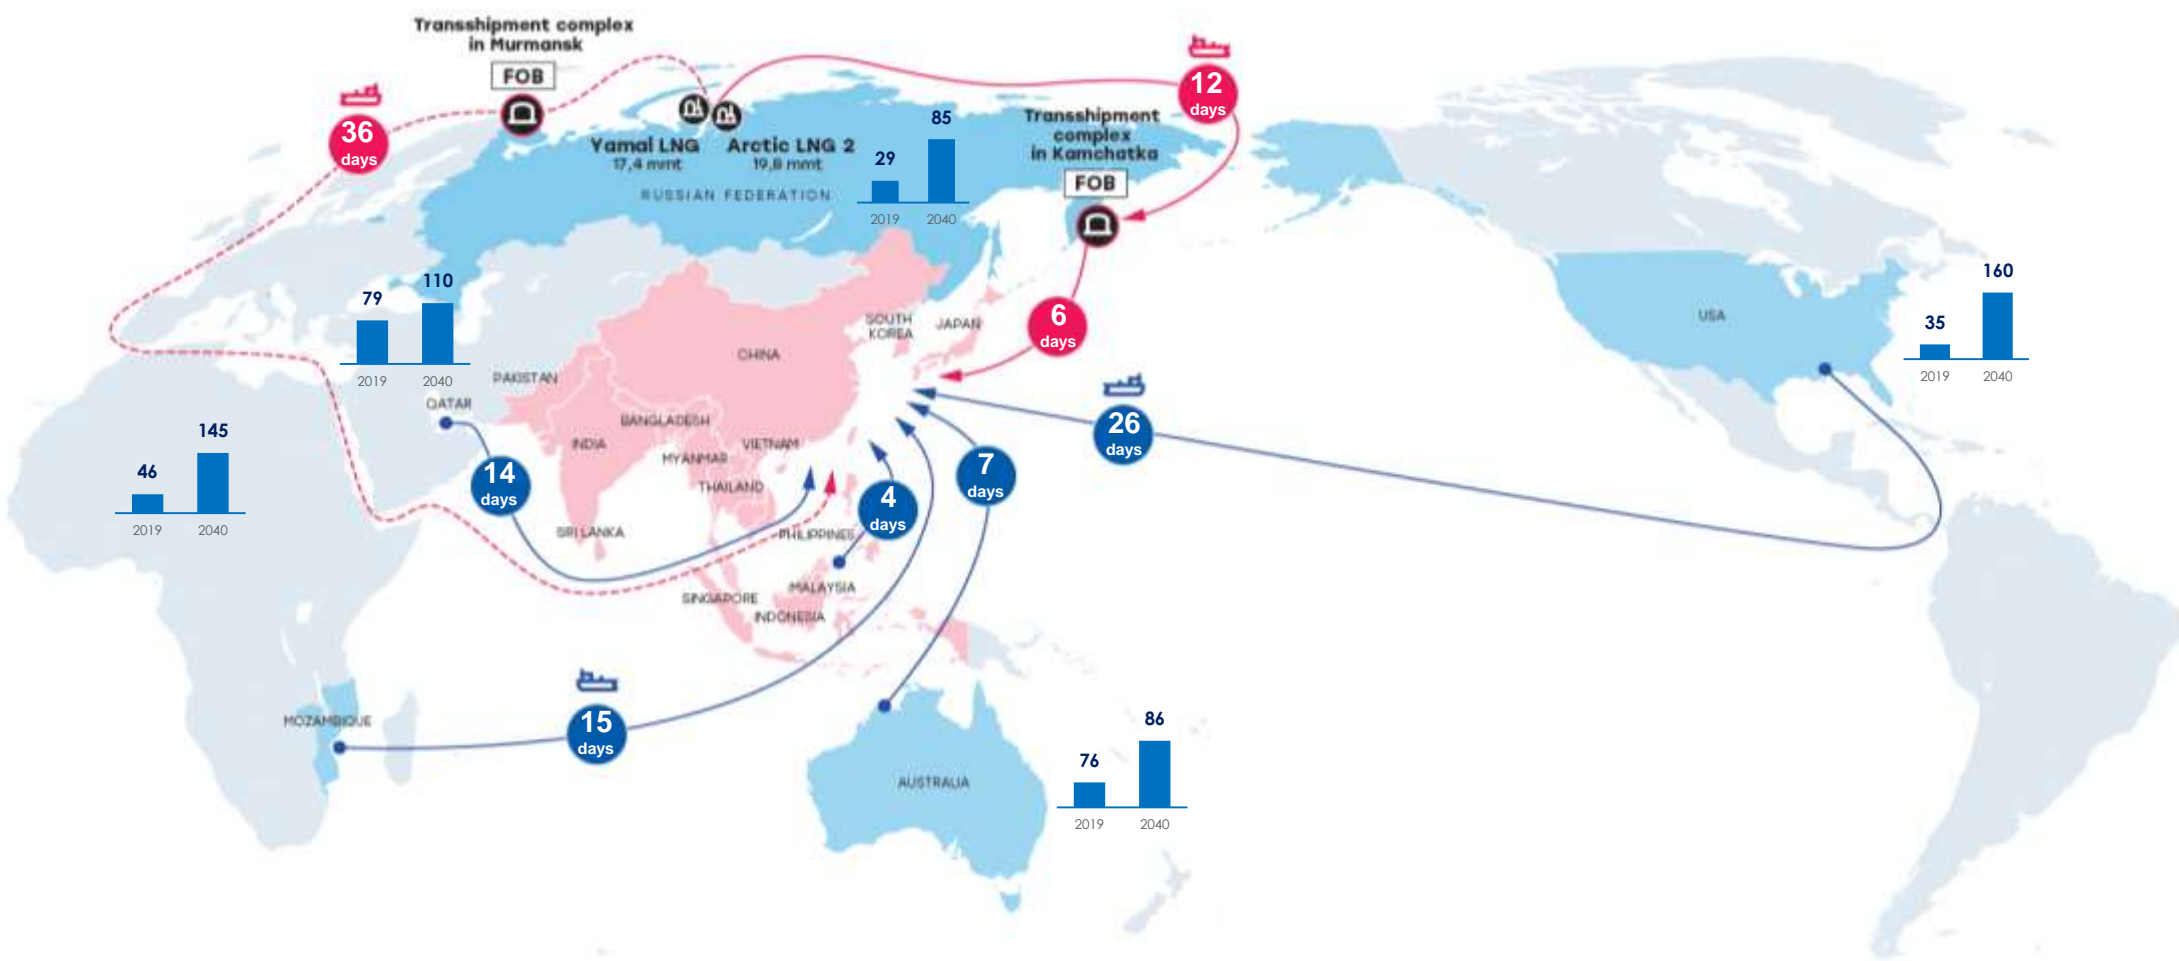 Transshipment complex
in Murmansk
FOB
36
days
12
days
Yamal LNG
17,4 mmt
Arctic LNG 2
19,8 mmt
RUSSIAN FEDERATION
29
85
2019
2040
Transshipment
complex
in Kamchatka
FOB
6
days
79
110
2019
2040
35
160
2019
2040
USA
SOUTH
KOREA
JAPAN
CHINA
PAKISTAN
QATAR
BANGLADESH
INDIA
MYANMAR
VIETNAM
THAILAND
SRI LANKA
PHILIPPINES
MALAYSIA
SINGAPORE
INDONESIA
46
145
2019
2040
14
days
4
days
7
days
26
days
15
days
MOZAMBIQUE
AUSTRALIA
76
86
2019
2040